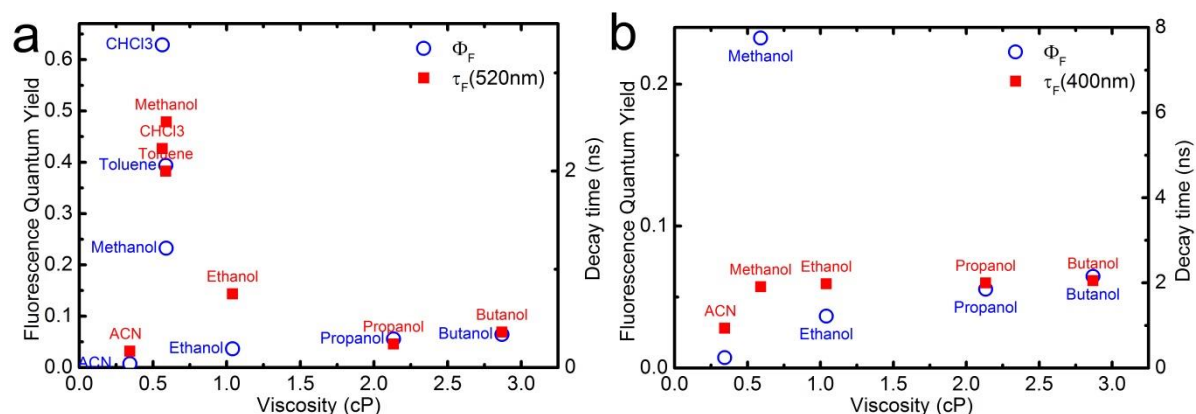 a
Fluorescence Quantum Yield
0.6
0.5
0.4
0.3
0.2
0.1
0.0
CHCl3
Methanol
CHCl3
Toluene
Toluene
Methanol
Ethanol
ACN
ACN
Ethanol
Propanol
Propanol
Butanol
Butanol
Φ_F
τ_F(520nm)
2
0
Decay time (ns)
0.0 0.5 1.0 1.5 2.0 2.5 3.0
Viscosity (cP)
b
Fluorescence Quantum Yield
0.2
0.1
0.0
Methanol
Φ_F
τ_F(400nm)
ACN
Methanol
Ethanol
Ethanol
Propanol
Propanol
Butanol
Butanol
8
6
4
2
0
Decay time (ns)
0.0 0.5 1.0 1.5 2.0 2.5 3.0
Viscosity (cP)